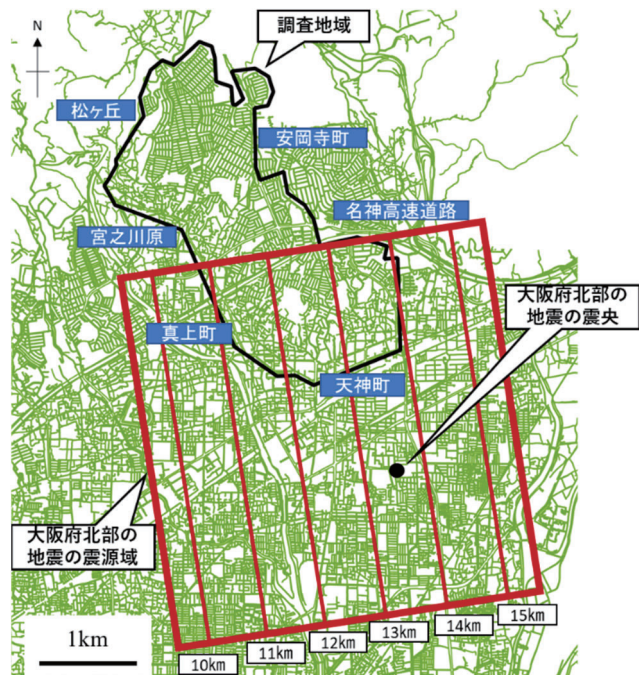 N
調査地域
松ヶ丘
安岡寺町
名神高速道路
宮之川原
大阪府北部の
地震の震央
真上町
天神町
大阪府北部の
地震の震源域
1km
10km
11km
12km
13km
14km
15km